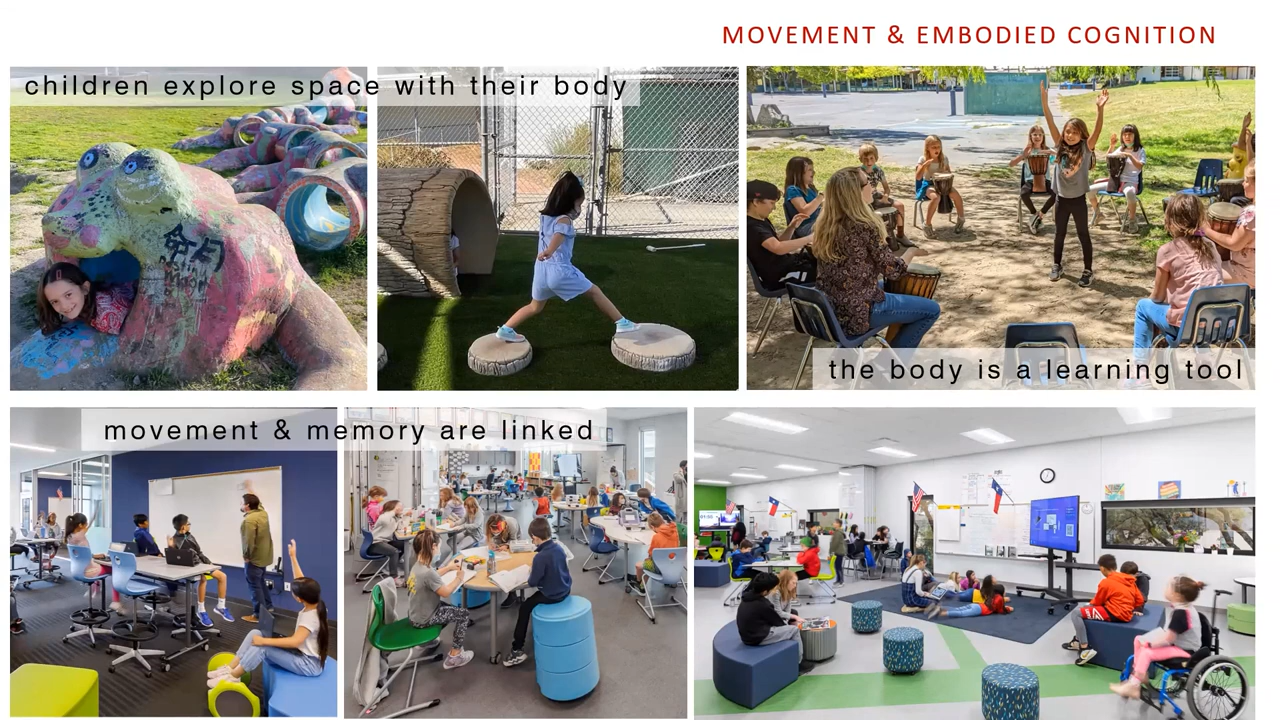 MOVEMENT & EMBODIED COGNITION
children explore space with their body
the body is a learning tool
movement & memory are linked